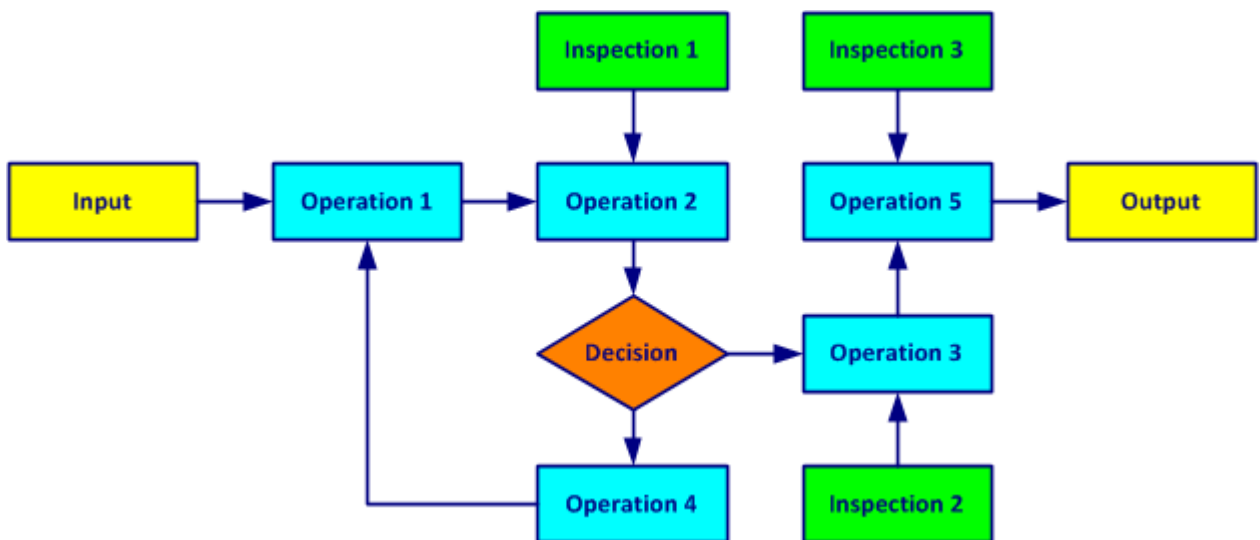 Inspection 1
Inspection 3
Input
Operation 1
Operation 2
Operation 5
Output
Decision
Operation 3
Operation 4
Inspection 2